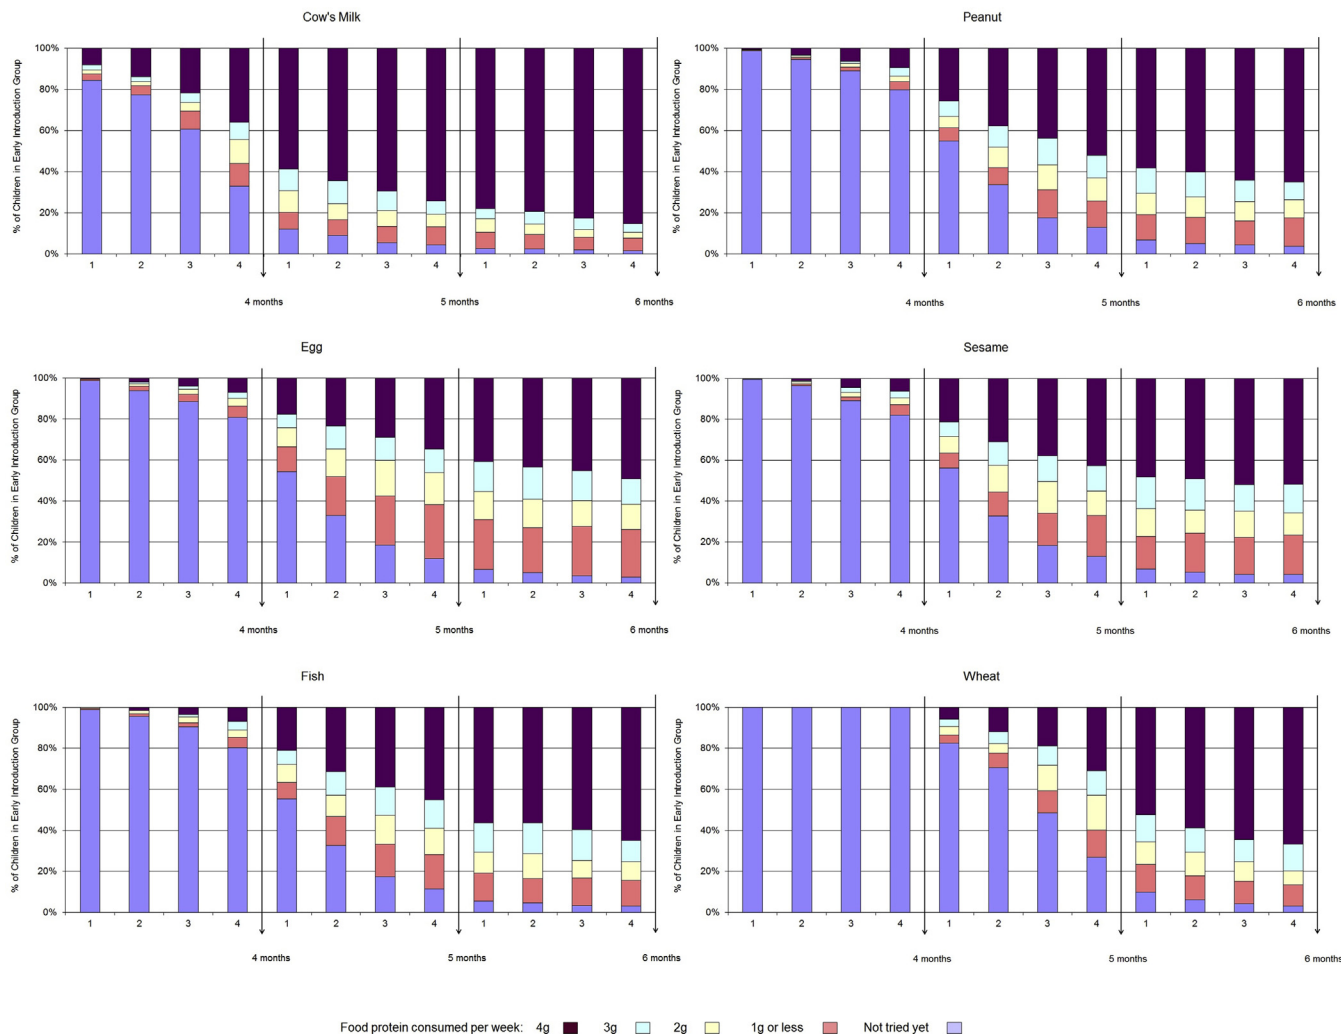 Cow's Milk
% of Children in Early Introduction Group
100%
80%
60%
40%
20%
0%
1 2 3 4 1 2 3 4 1 2 3 4
4 months 5 months 6 months
Peanut
% of Children in Early Introduction Group
100%
80%
60%
40%
20%
0%
1 2 3 4 1 2 3 4 1 2 3 4
4 months 5 months 6 months
Egg
% of Children in Early Introduction Group
100%
80%
60%
40%
20%
0%
1 2 3 4 1 2 3 4 1 2 3 4
4 months 5 months 6 months
Sesame
% of Children in Early Introduction Group
100%
80%
60%
40%
20%
0%
1 2 3 4 1 2 3 4 1 2 3 4
4 months 5 months 6 months
Fish
% of Children in Early Introduction Group
100%
80%
60%
40%
20%
0%
1 2 3 4 1 2 3 4 1 2 3 4
4 months 5 months 6 months
Wheat
% of Children in Early Introduction Group
100%
80%
60%
40%
20%
0%
1 2 3 4 1 2 3 4 1 2 3 4
4 months 5 months 6 months
Food protein consumed per week: 4g 3g 2g 1g or less Not tried yet